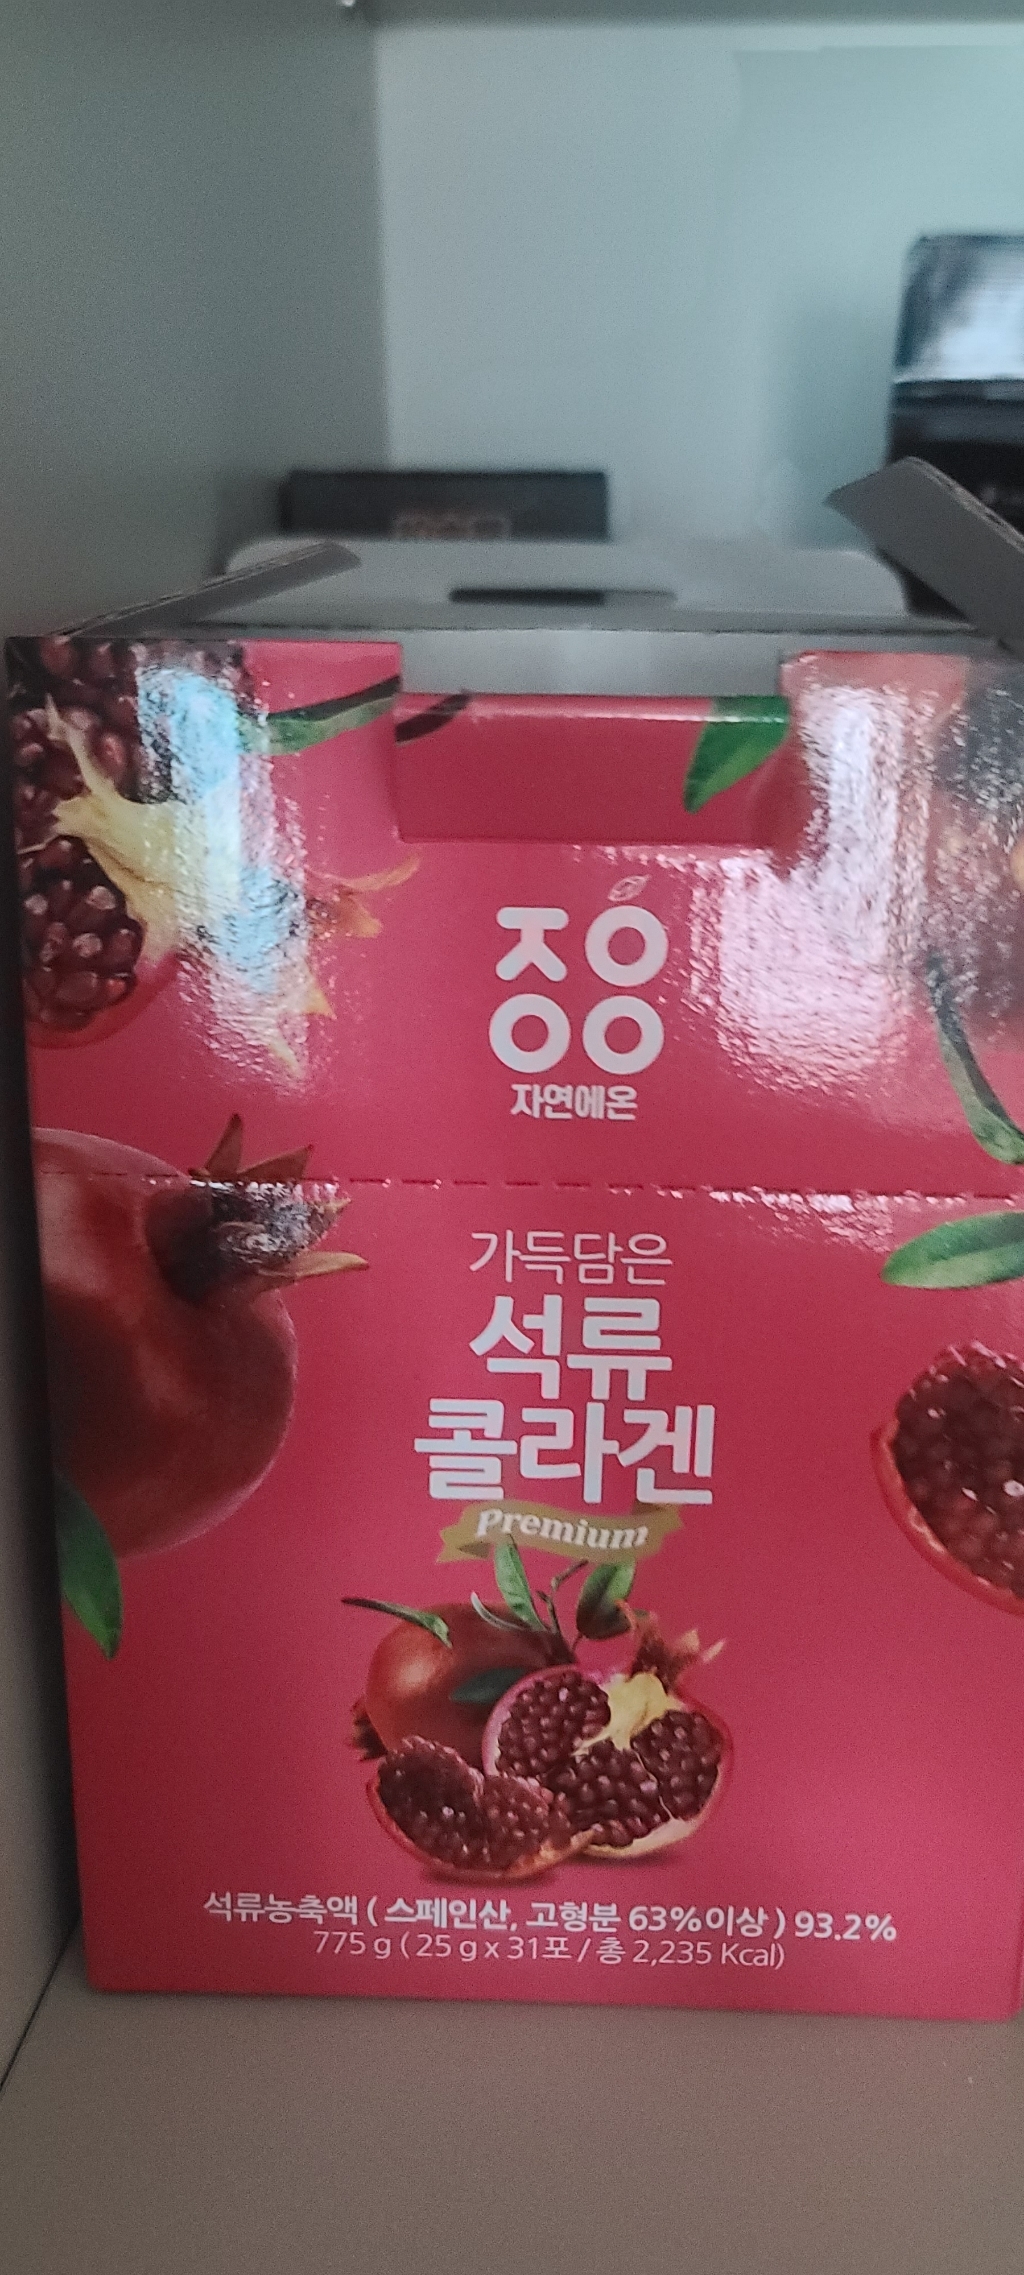 ㅈㅇ
ㅇㅇ
자연에온
가득담은
석류
콜라겐
Premium
석류농축액 ( 스페인산, 고형분 63%이상 ) 93.2%
775 g ( 25 g x 31포 / 총 2,235 Kcal)